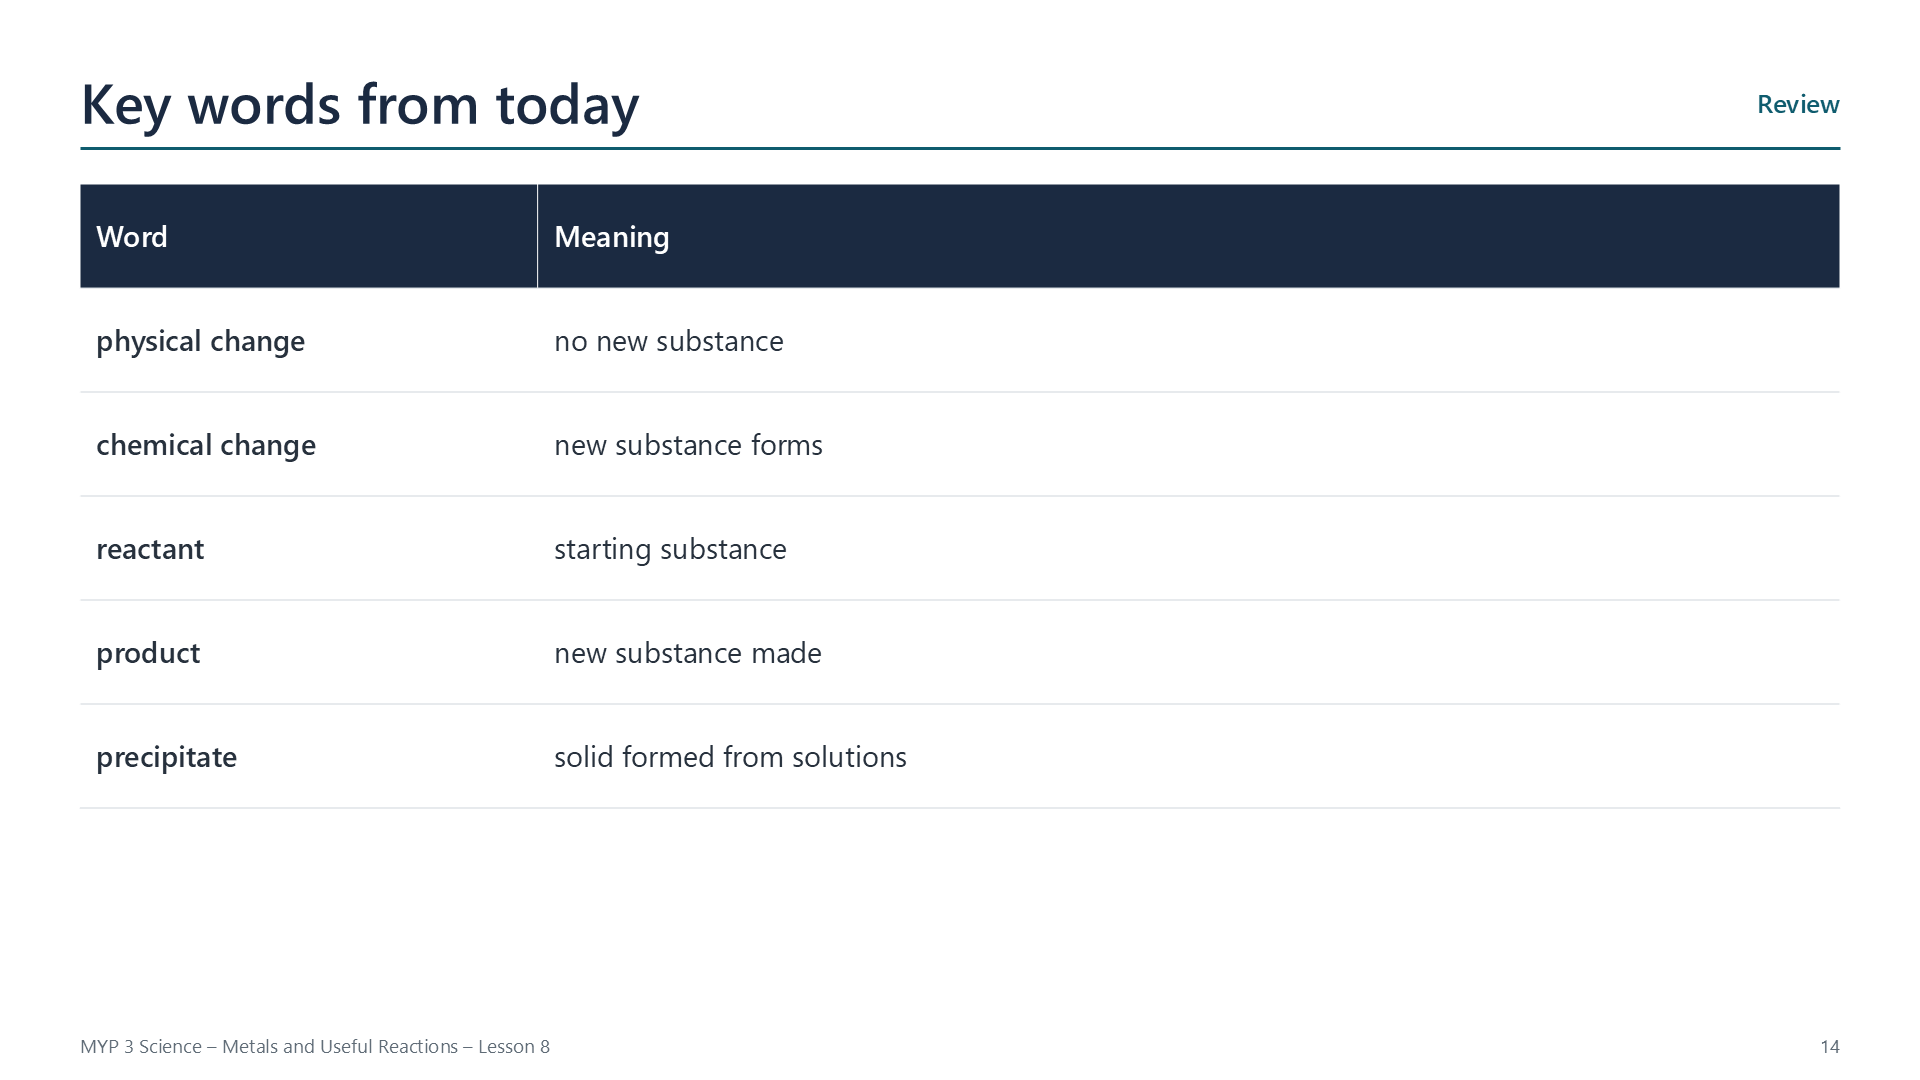 Key words from today
Review
Word
Meaning
physical change
no new substance
chemical change
new substance forms
reactant
starting substance
product
new substance made
precipitate
solid formed from solutions
MYP 3 Science – Metals and Useful Reactions – Lesson 8
14